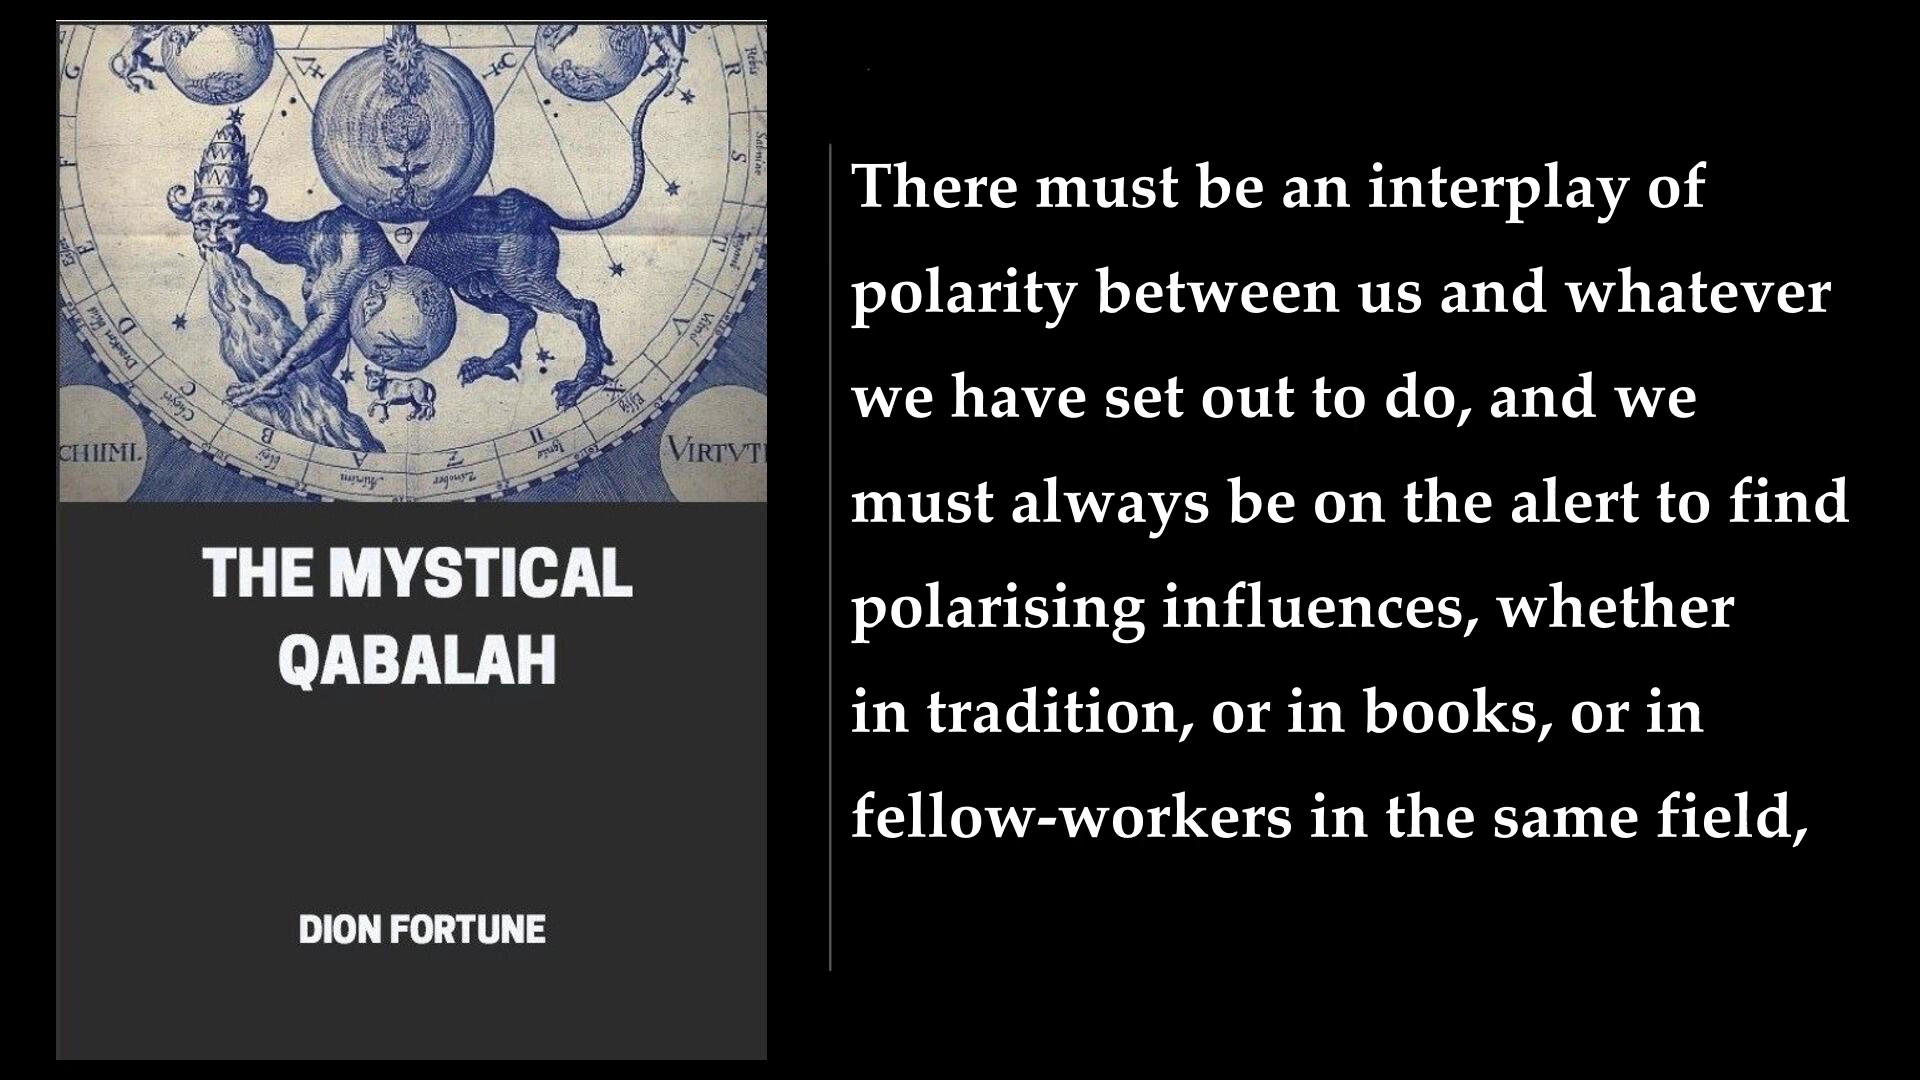 CHIIMI.
VIRTVTI
THE MYSTICAL
QABALAH
DION FORTUNE
There must be an interplay of
polarity between us and whatever
we have set out to do, and we
must always be on the alert to find
polarising influences, whether
in tradition, or in books, or in
fellow-workers in the same field,